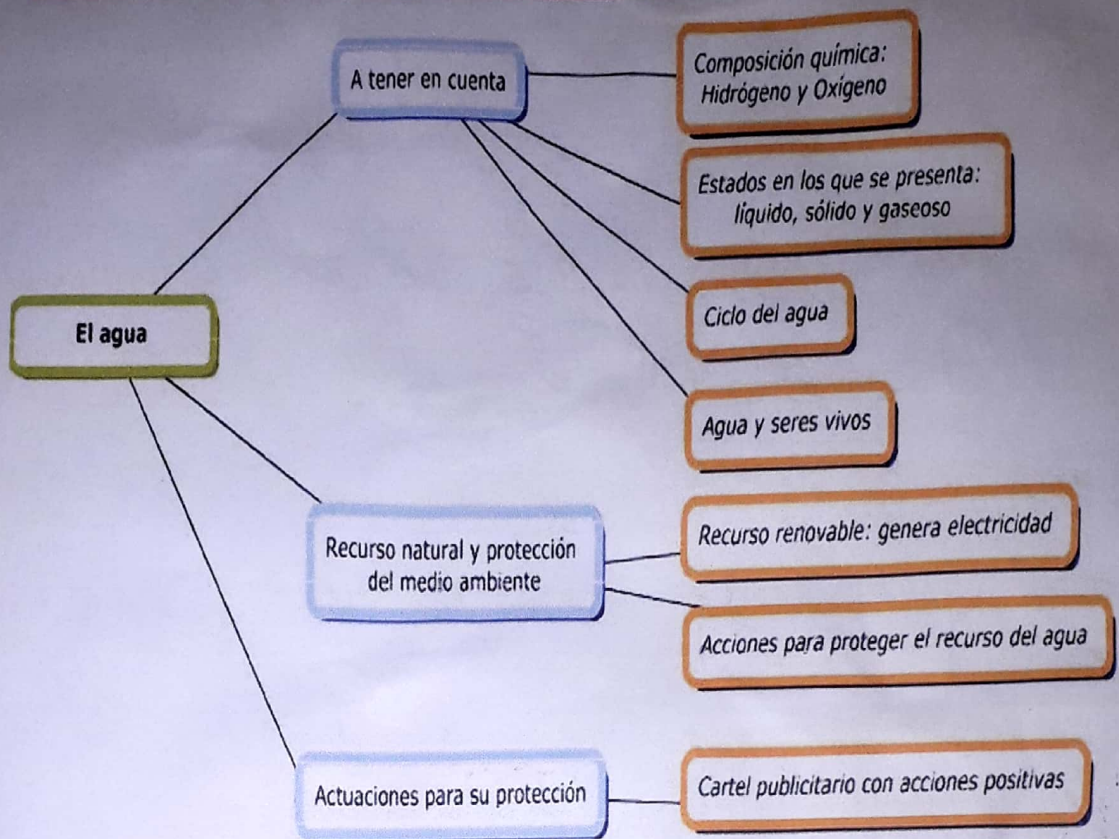 A tener en cuenta
Composición química:
Hidrógeno y Oxígeno
Estados en los que se presenta:
líquido, sólido y gaseoso
Ciclo del agua
El agua
Agua y seres vivos
Recurso natural y protección
del medio ambiente
Recurso renovable: genera electricidad
Acciones para proteger el recurso del agua
Actuaciones para su protección
Cartel publicitario con acciones positivas